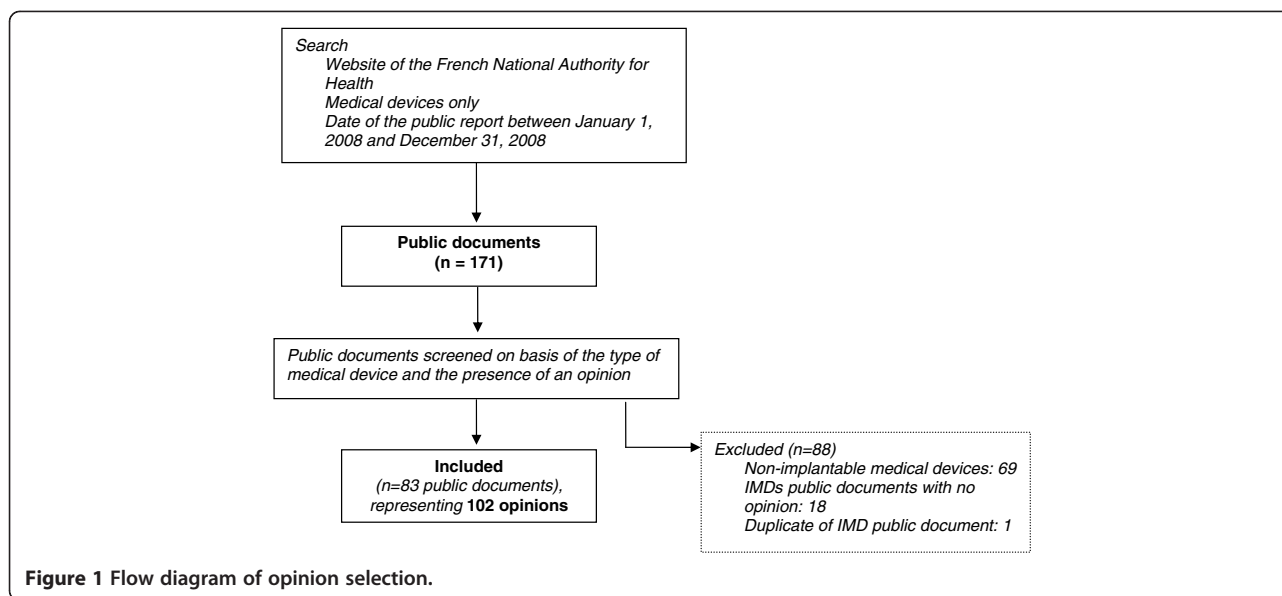 Search
Website of the French National Authority for
Health
Medical devices only
Date of the public report between January 1,
2008 and December 31, 2008
Public documents
(n = 171)
Public documents screened on basis of the type of
medical device and the presence of an opinion
Included
(n=83 public documents),
representing 102 opinions
Excluded (n=88)
Non-implantable medical devices: 69
IMDs public documents with no
opinion: 18
Duplicate of IMD public document: 1
Figure 1 Flow diagram of opinion selection.